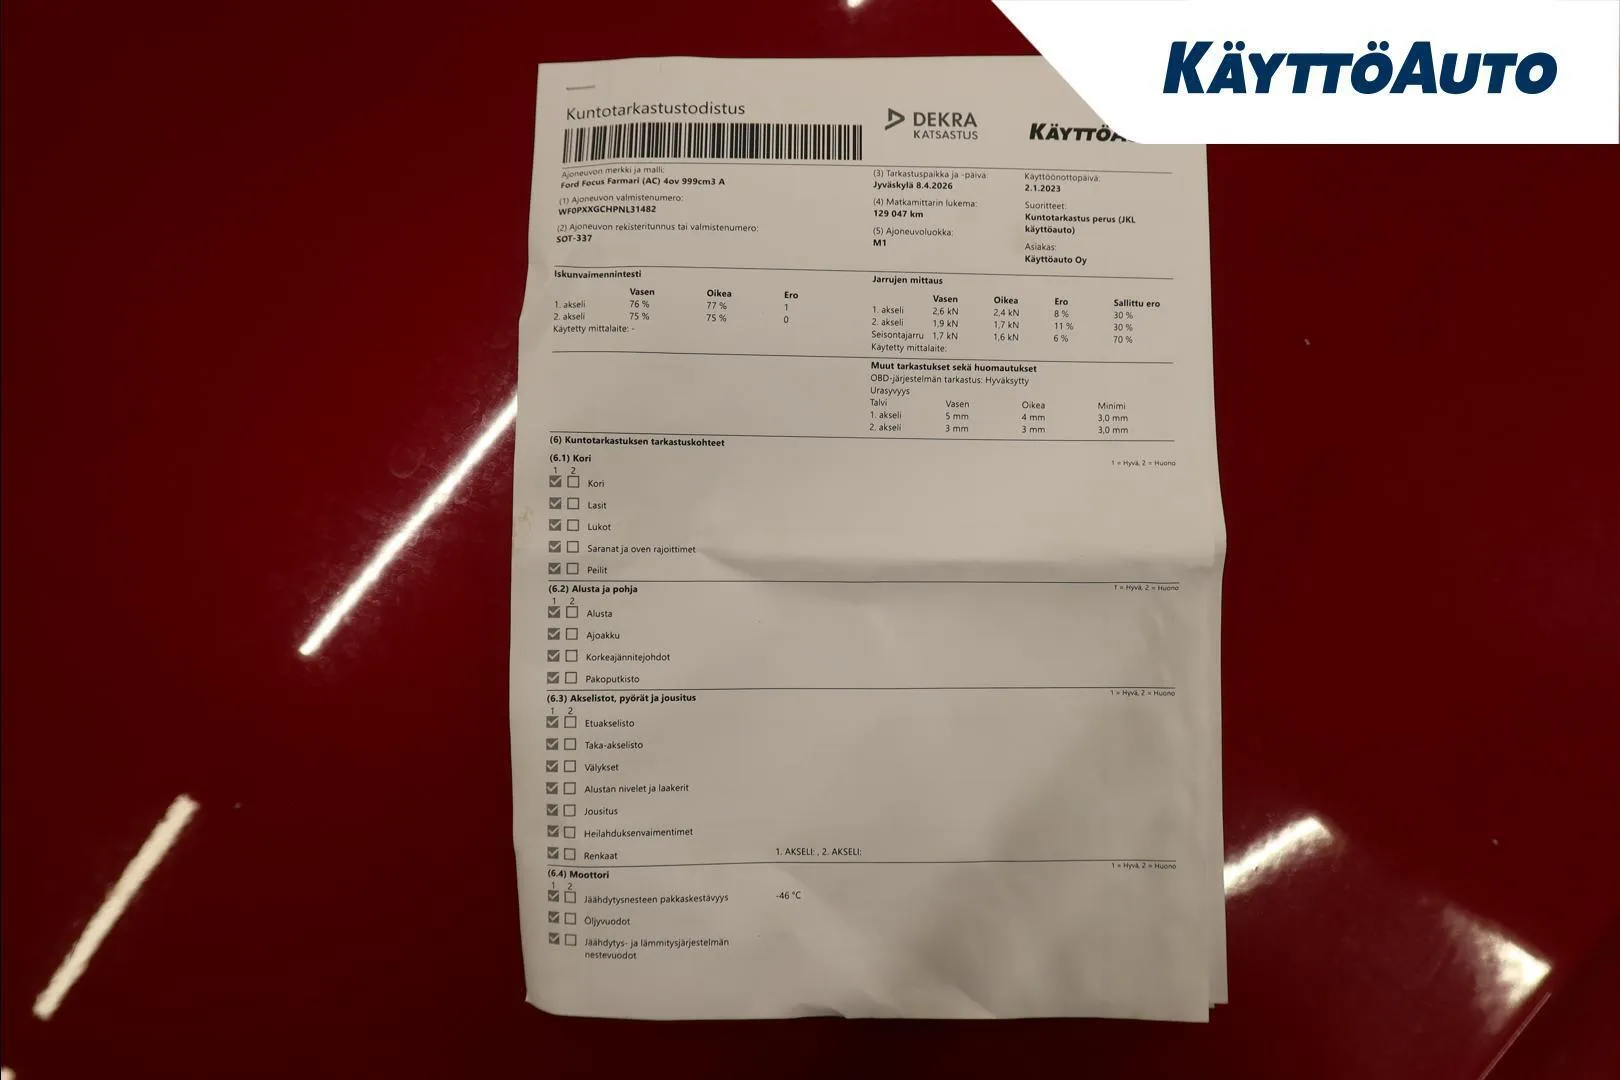 KÄYTTÖAUTO
Kuntotarkastustodistus
DEKRA
KATSASTUS
Ajoneuvon merkki ja malli:
Ford Focus Farmari (AC) 4ov 999cm3 A
(1) Ajoneuvon valmistenumero:
WF0PXXGCHPNL31482
(2) Ajoneuvon rekisteritunnus tai valmistenumero:
SOT-337
(3) Tarkastuspaikka ja -päivä:
Jyväskylä 8.4.2026
(4) Matkamittarin lukema:
129 047 km
(5) Ajoneuvoluokka:
M1
Käyttöönottopäivä:
2.1.2023
Suoritteet:
Kuntotarkastus perus (JKL
käyttöauto)
Asiakas:
Käyttöauto Oy
Iskunvaimennintesti
Vasen Oikea Ero
1. akseli 76 % 77 % 1
2. akseli 75 % 75 % 0
Käytetty mittalaite: -
Jarrujen mittaus
Vasen Oikea Ero Sallittu ero
1. akseli 2,6 kN 2,4 kN 8 % 30 %
2. akseli 1,9 kN 1,7 kN 11 % 30 %
Seisontajarru 1,7 kN 1,6 kN 6 % 70 %
Käytetty mittalaite:
Muut tarkastukset sekä huomautukset
OBD-järjestelmän tarkastus: Hyväksytty
Urasyvyys
Talvi Vasen Oikea Minimi
1. akseli 5 mm 4 mm 3,0 mm
2. akseli 3 mm 3 mm 3,0 mm
(6) Kuntotarkastuksen tarkastuskohteet
(6.1) Kori 1 = Hyvä, 2 = Huono
1 2
Kori
Lasit
Lukot
Saranat ja oven rajoittimet
Peilit
(6.2) Alusta ja pohja 1 = Hyvä, 2 = Huono
1 2
Alusta
Ajoakku
Korkeajännitejohdot
Pakoputkisto
(6.3) Akselistot, pyörät ja jousitus 1 = Hyvä, 2 = Huono
1 2
Etuakselisto
Taka-akselisto
Välykset
Alustan nivelet ja laakerit
Jousitus
Heilahduksenvaimentimet
Renkaat 1. AKSELI: , 2. AKSELI:
(6.4) Moottori 1 = Hyvä, 2 = Huono
1 2
Jäähdytysnesteen pakkaskestävyys -46 °C
Öljyvuodot
Jäähdytys- ja lämmitysjärjestelmän
nestevuodot